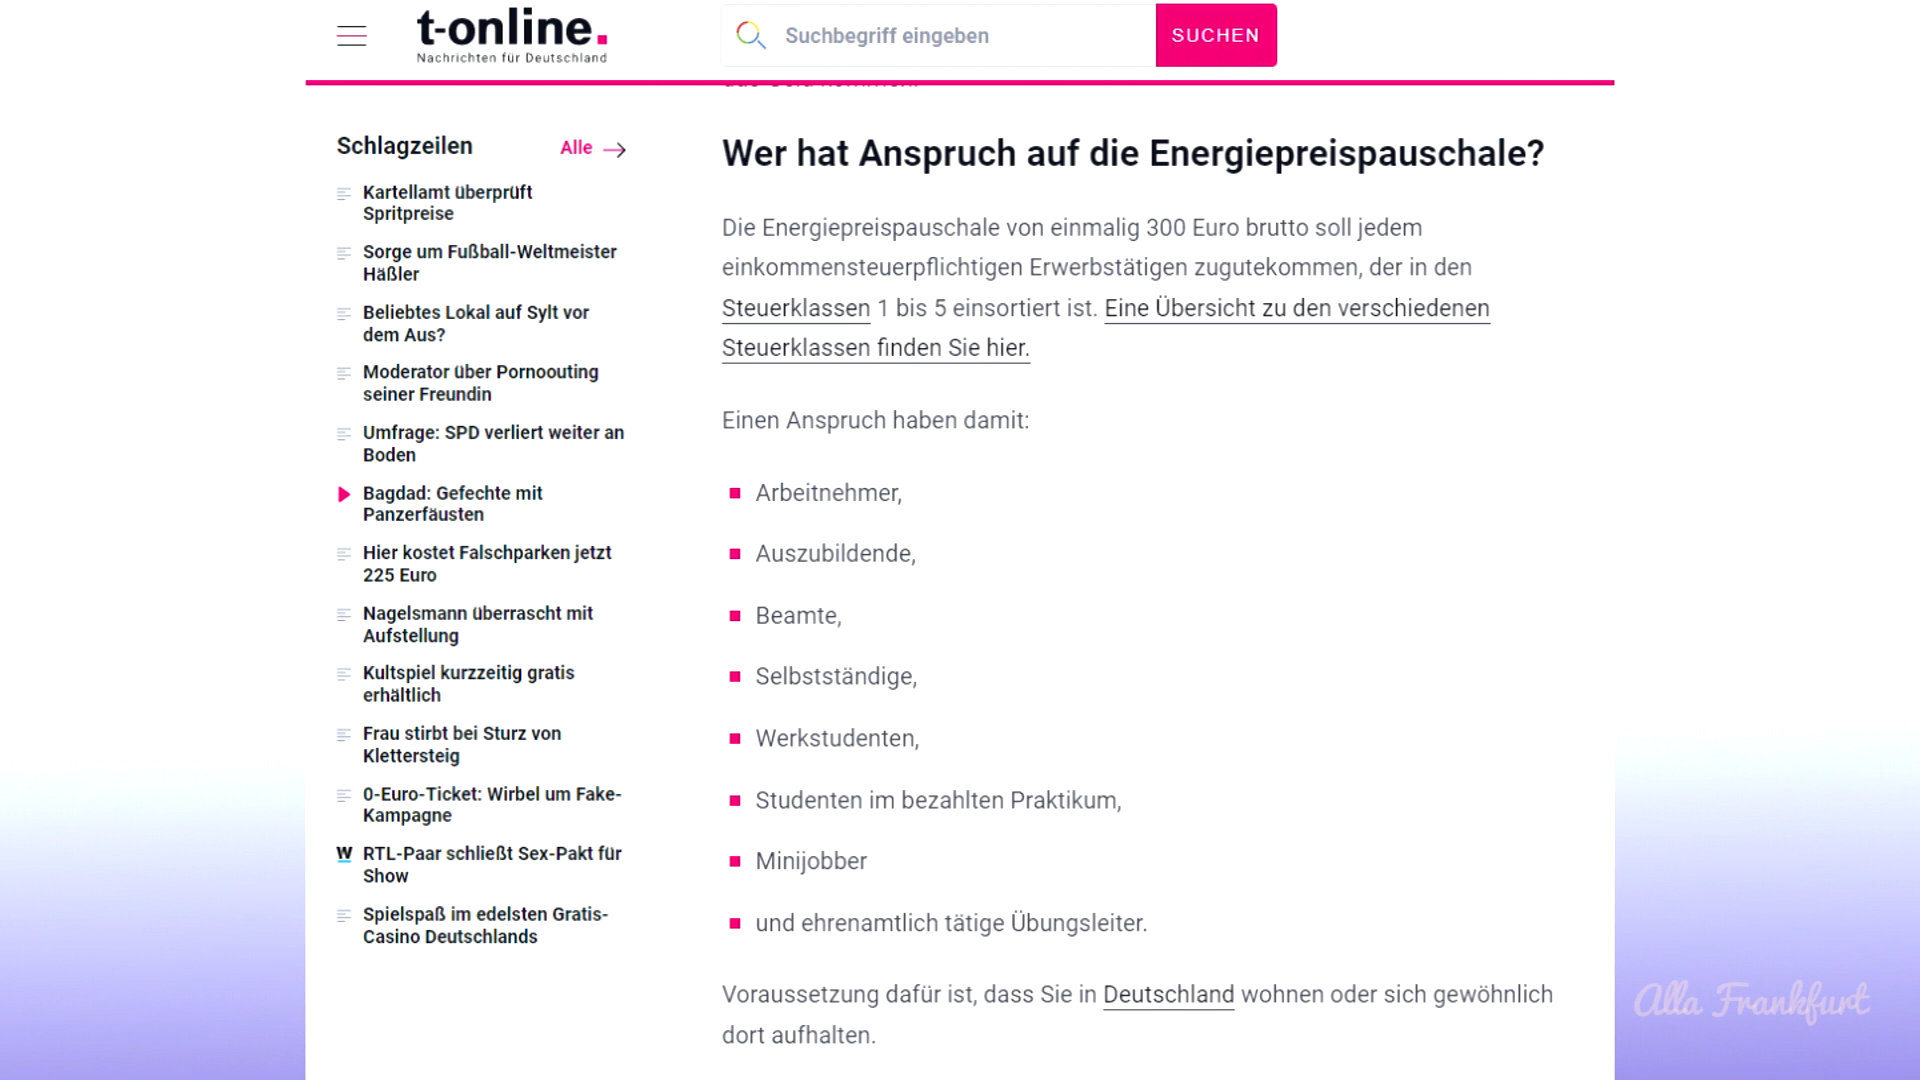 t-online.
Nachrichten für Deutschland
Suchbegriff eingeben
SUCHEN
Schlagzeilen
Alle
Kartellamt überprüft
Spritpreise
Sorge um Fußball-Weltmeister
Häßler
Beliebtes Lokal auf Sylt vor
dem Aus?
Moderator über Pornoouting
seiner Freundin
Umfrage: SPD verliert weiter an
Boden
Bagdad: Gefechte mit
Panzerfäusten
Hier kostet Falschparken jetzt
225 Euro
Nagelsmann überrascht mit
Aufstellung
Kultspiel kurzzeitig gratis
erhältlich
Frau stirbt bei Sturz von
Klettersteig
0-Euro-Ticket: Wirbel um Fake-
Kampagne
W RTL-Paar schließt Sex-Pakt für
Show
Spielspaß im edelsten Gratis-
Casino Deutschlands
Wer hat Anspruch auf die Energiepreispauschale?
Die Energiepreispauschale von einmalig 300 Euro brutto soll jedem
einkommensteuerpflichtigen Erwerbstätigen zugutekommen, der in den
Steuerklassen 1 bis 5 einsortiert ist. Eine Übersicht zu den verschiedenen
Steuerklassen finden Sie hier.
Einen Anspruch haben damit:
Arbeitnehmer,
Auszubildende,
Beamte,
Selbstständige,
Werkstudenten,
Studenten im bezahlten Praktikum,
Minijobber
und ehrenamtlich tätige Übungsleiter.
Voraussetzung dafür ist, dass Sie in Deutschland wohnen oder sich gewöhnlich
dort aufhalten.
Alla Frankfurt